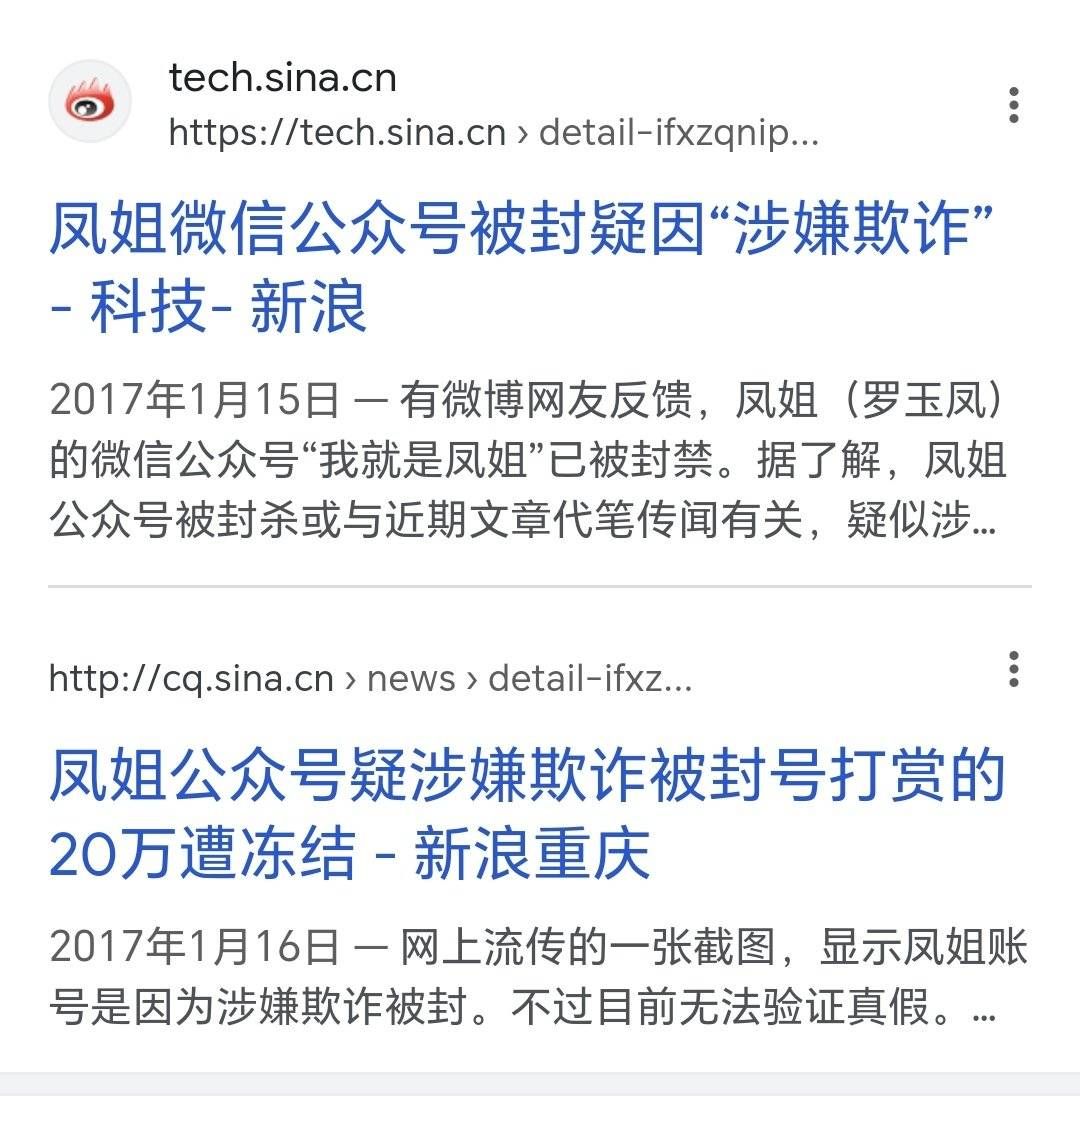 tech.sina.cn
https://tech.sina.cn › detail-ifxzqnip...
凤姐微信公众号被封疑因“涉嫌欺诈”
- 科技- 新浪
2017年1月15日 — 有微博网友反馈，凤姐（罗玉凤）
的微信公众号“我就是凤姐”已被封禁。据了解，凤姐
公众号被封杀或与近期文章代笔传闻有关，疑似涉...
http://cq.sina.cn › news › detail-ifxz...
凤姐公众号疑涉嫌欺诈被封号打赏的
20万遭冻结 - 新浪重庆
2017年1月16日 — 网上流传的一张截图，显示凤姐账
号是因为涉嫌欺诈被封。不过目前无法验证真假。...